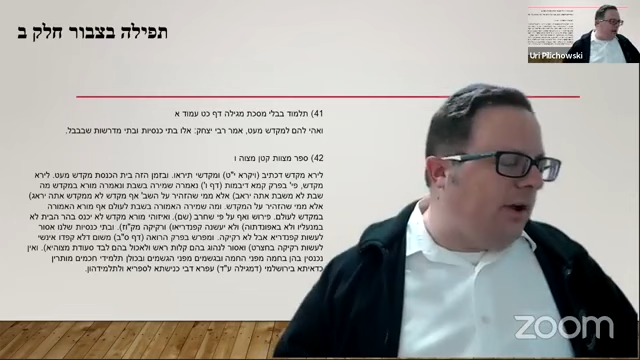 תפילה בצבור חלק ב
Uri Pilichowski
41) תלמוד בבלי מסכת מגילה דף כט עמוד א
ואהי להם למקדש מעט, אמר רבי יצחק: אלו בתי כנסיות ובתי מדרשות שבבבל.
42) ספר מצוות קטן מצוה ו
לירא מקדש דכתיב (ויקרא י"ט) ומקדשי תיראו. ובזמן הזה בית הכנסת מקדש מעט. לירא
מקדש, פי' בפרק קמא דיבמות (דף ו') נאמרה שמירה בשבת ונאמרה מורא במקדש מה
שבת לא משבת אתה ירא אלא ממי שהזהיר על השב' אף מקדש לא ממקדש אתה ירא
אלא ממי שהזהיר על המקדש. ומה שמירה האמורה בשבת לעולם אף מורא האמורה
במקדש לעולם. פירוש ואף על פי שחרב (שם). ואיזוהי מורא מקדש לא יכנס בהר הבית לא
במנעליו ולא באפונדתו ולא יעשנה קפנדריא ורקיקה מק"ו. ובתי כנסיות שלנו אסור
לעשות קפנדריא אבל לא רקיקה. ומפרש בפרק הרואה (דף ס"ב) מישום דלא קפדו אינשי
לעשות רקיקה בחצרם ואסור לנהוג בהם קלות ראש ולאכול בהם לבד סעודת מצוה. ואין
נכנסין בהן בחמה מפני החמה ובגשמים מפני הגשמים ובכולן תלמידי חכמים מותרין
כדאיתא בירושלמי (דמגילה ע"ד) עפרא דבי כנישתא לספריא ולתלמידהון.
zoom